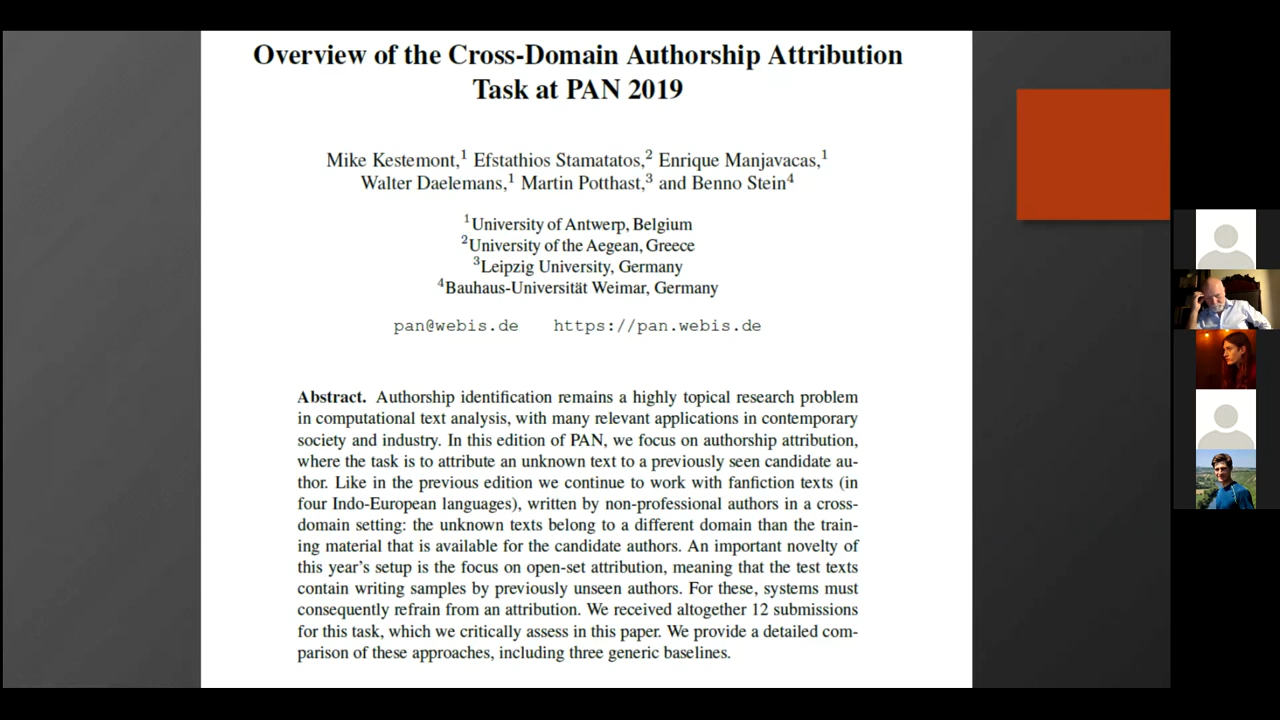 Overview of the Cross-Domain Authorship Attribution
Task at PAN 2019
Mike Kestemont,1 Efstathios Stamatatos,2 Enrique Manjavacas,1
Walter Daelemans,1 Martin Potthast,3 and Benno Stein4
1University of Antwerp, Belgium
2University of the Aegean, Greece
3Leipzig University, Germany
4Bauhaus-Universität Weimar, Germany
pan@webis.de https://pan.webis.de
Abstract. Authorship identification remains a highly topical research problem
in computational text analysis, with many relevant applications in contemporary
society and industry. In this edition of PAN, we focus on authorship attribution,
where the task is to attribute an unknown text to a previously seen candidate au-
thor. Like in the previous edition we continue to work with fanfiction texts (in
four Indo-European languages), written by non-professional authors in a cross-
domain setting: the unknown texts belong to a different domain than the train-
ing material that is available for the candidate authors. An important novelty of
this year's setup is the focus on open-set attribution, meaning that the test texts
contain writing samples by previously unseen authors. For these, systems must
consequently refrain from an attribution. We received altogether 12 submissions
for this task, which we critically assess in this paper. We provide a detailed com-
parison of these approaches, including three generic baselines.